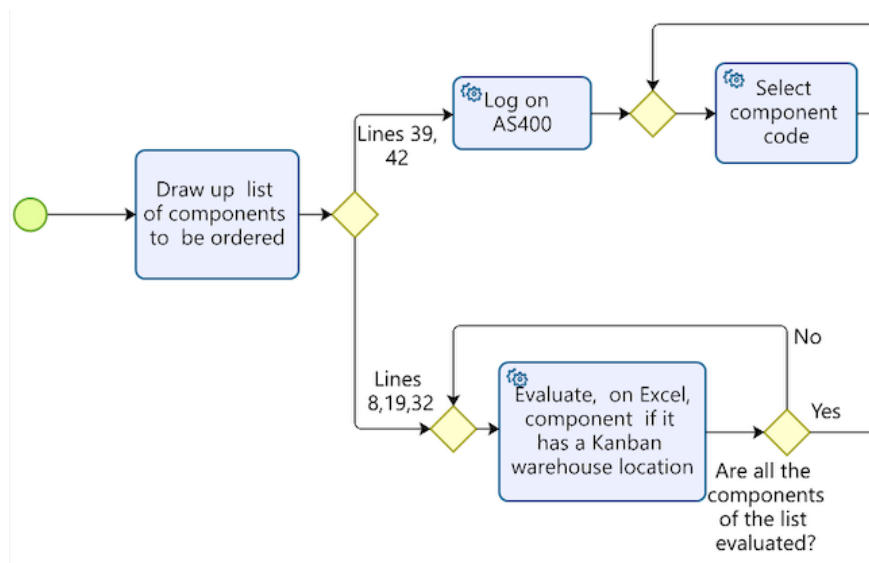 Draw up list
of components
to be ordered
Lines 39,
42
Log on
AS400
Select
component
code
Lines
8,19,32
Evaluate, on Excel,
component if it
has a Kanban
warehouse location
No
Yes
Are all the
components
of the list
evaluated?